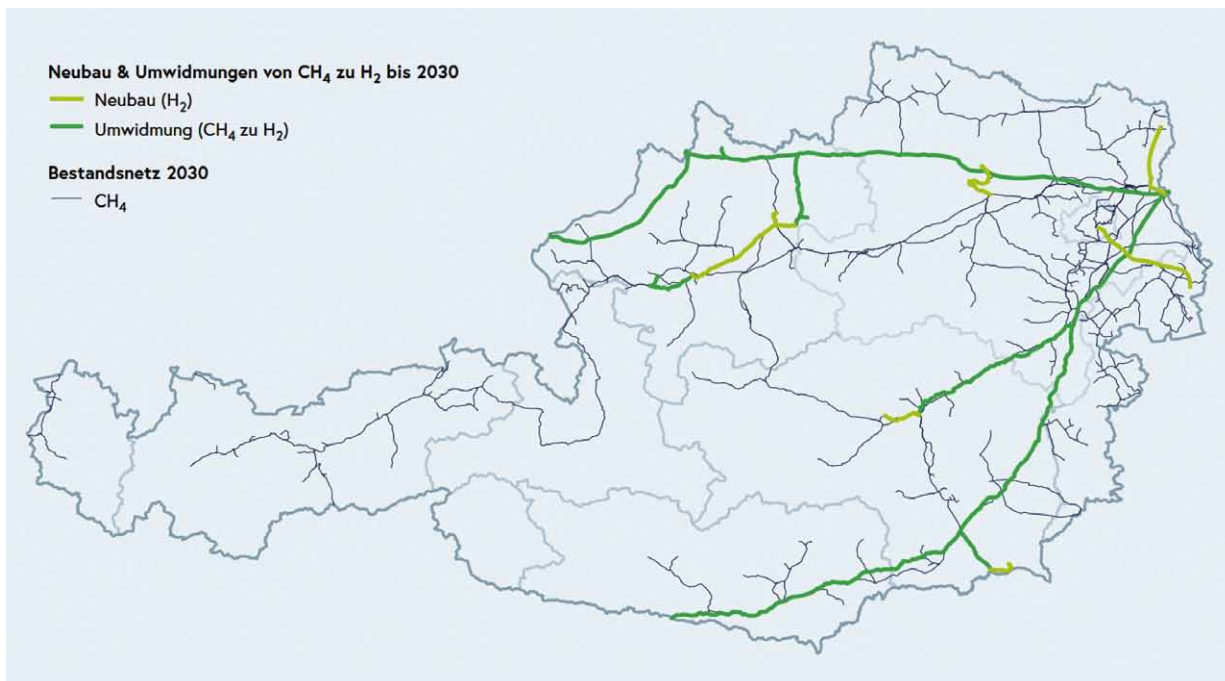 Neubau & Umwidmungen von CH₄ zu H₂ bis 2030
Neubau (H₂)
Umwidmung (CH₄ zu H₂)
Bestandsnetz 2030
CH₄